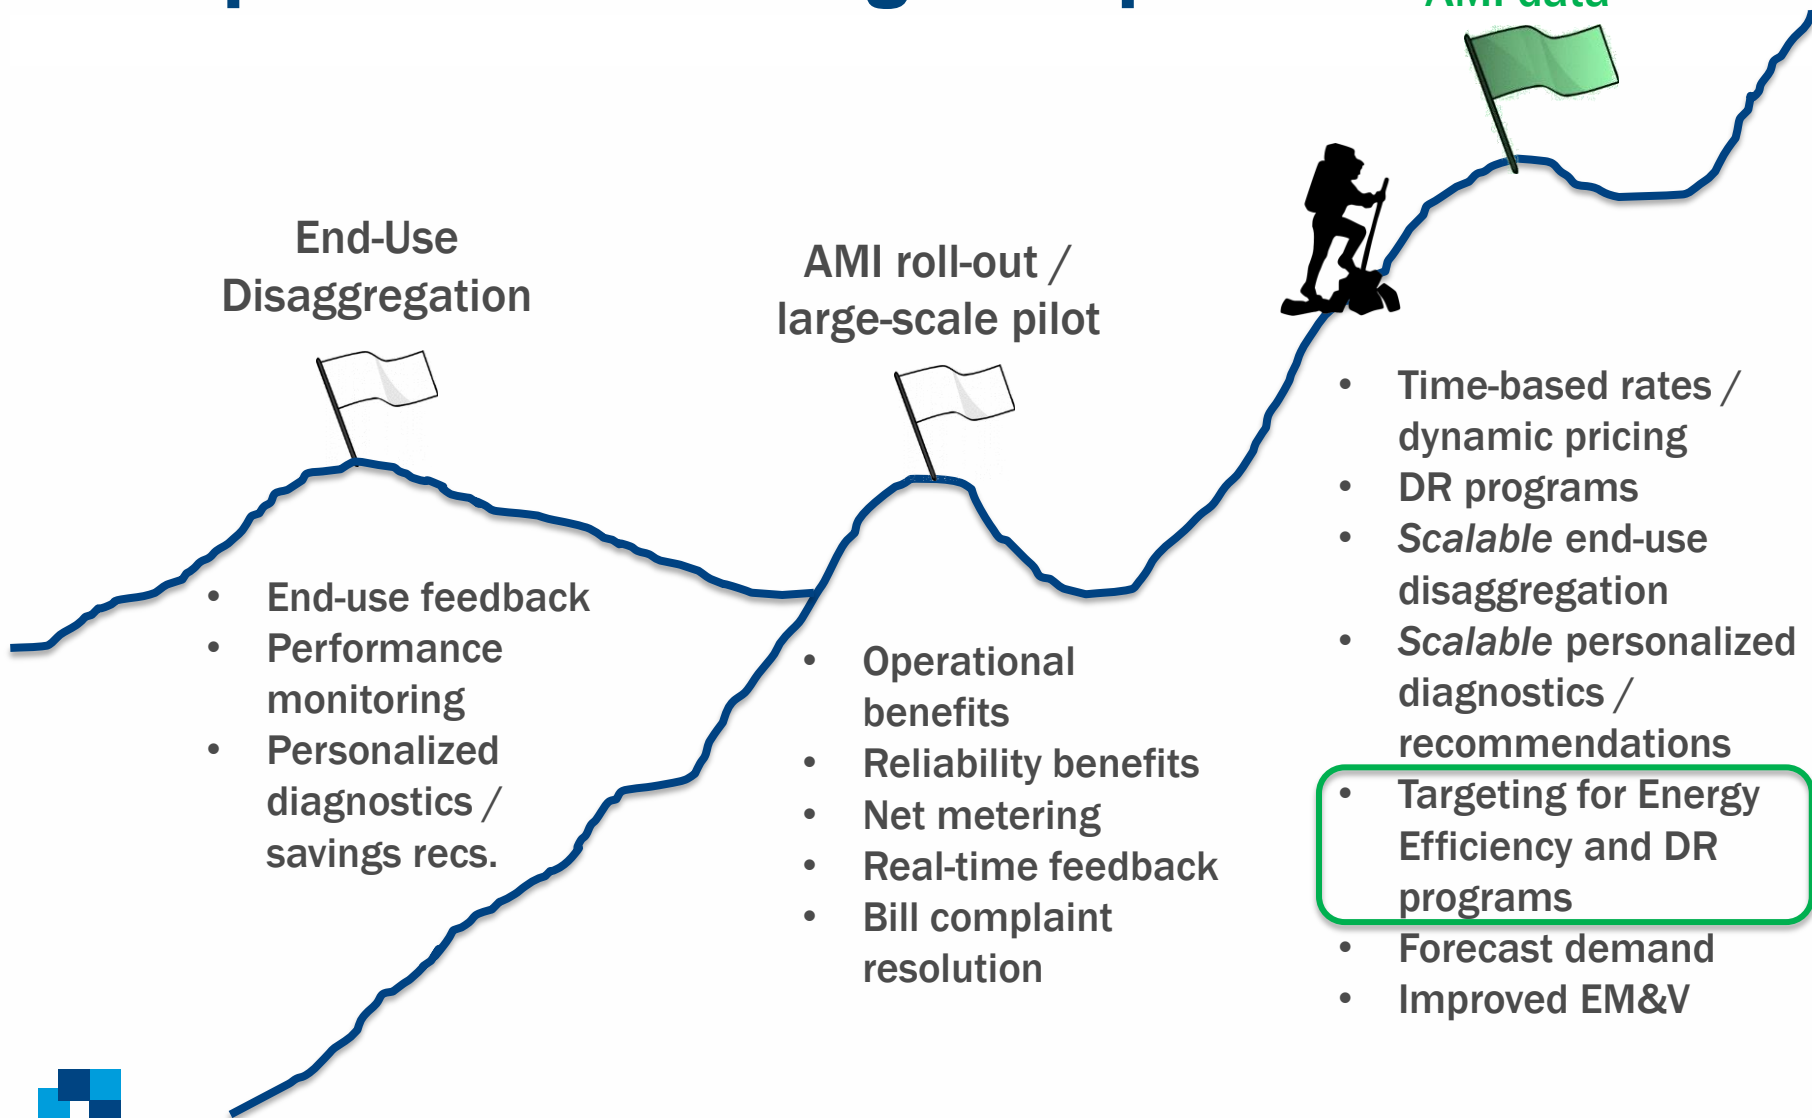 AMI data
End-Use
Disaggregation
AMI roll-out /
large-scale pilot
• End-use feedback
• Performance
monitoring
• Personalized
diagnostics /
savings recs.
• Operational
benefits
• Reliability benefits
• Net metering
• Real-time feedback
• Bill complaint
resolution
• Time-based rates /
dynamic pricing
• DR programs
• Scalable end-use
disaggregation
• Scalable personalized
diagnostics /
recommendations
• Targeting for Energy
Efficiency and DR
programs
• Forecast demand
• Improved EM&V